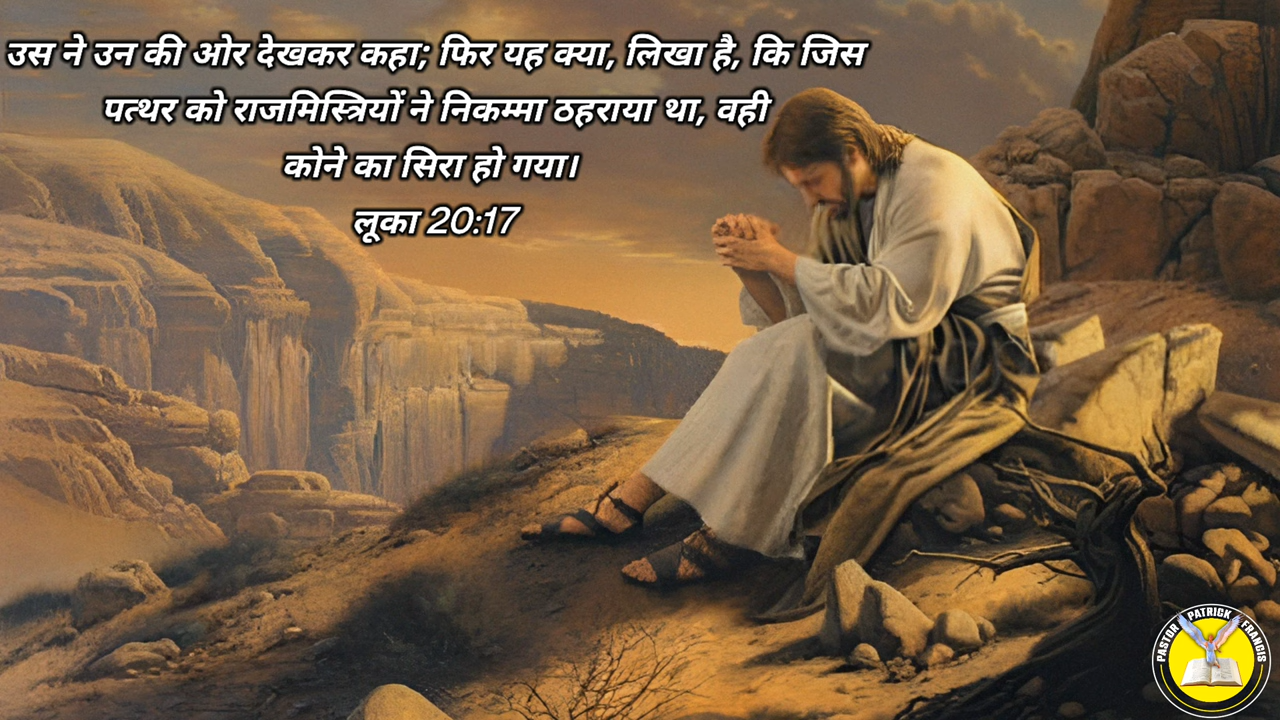 उस ने उन की ओर देखकर कहा; फिर यह क्या, लिखा है, कि जिस
पत्थर को राजमिस्त्रियों ने निकम्मा ठहराया था, वही
कोने का सिरा हो गया।
लूका 20:17
PASTOR PATRICK FRANCIS